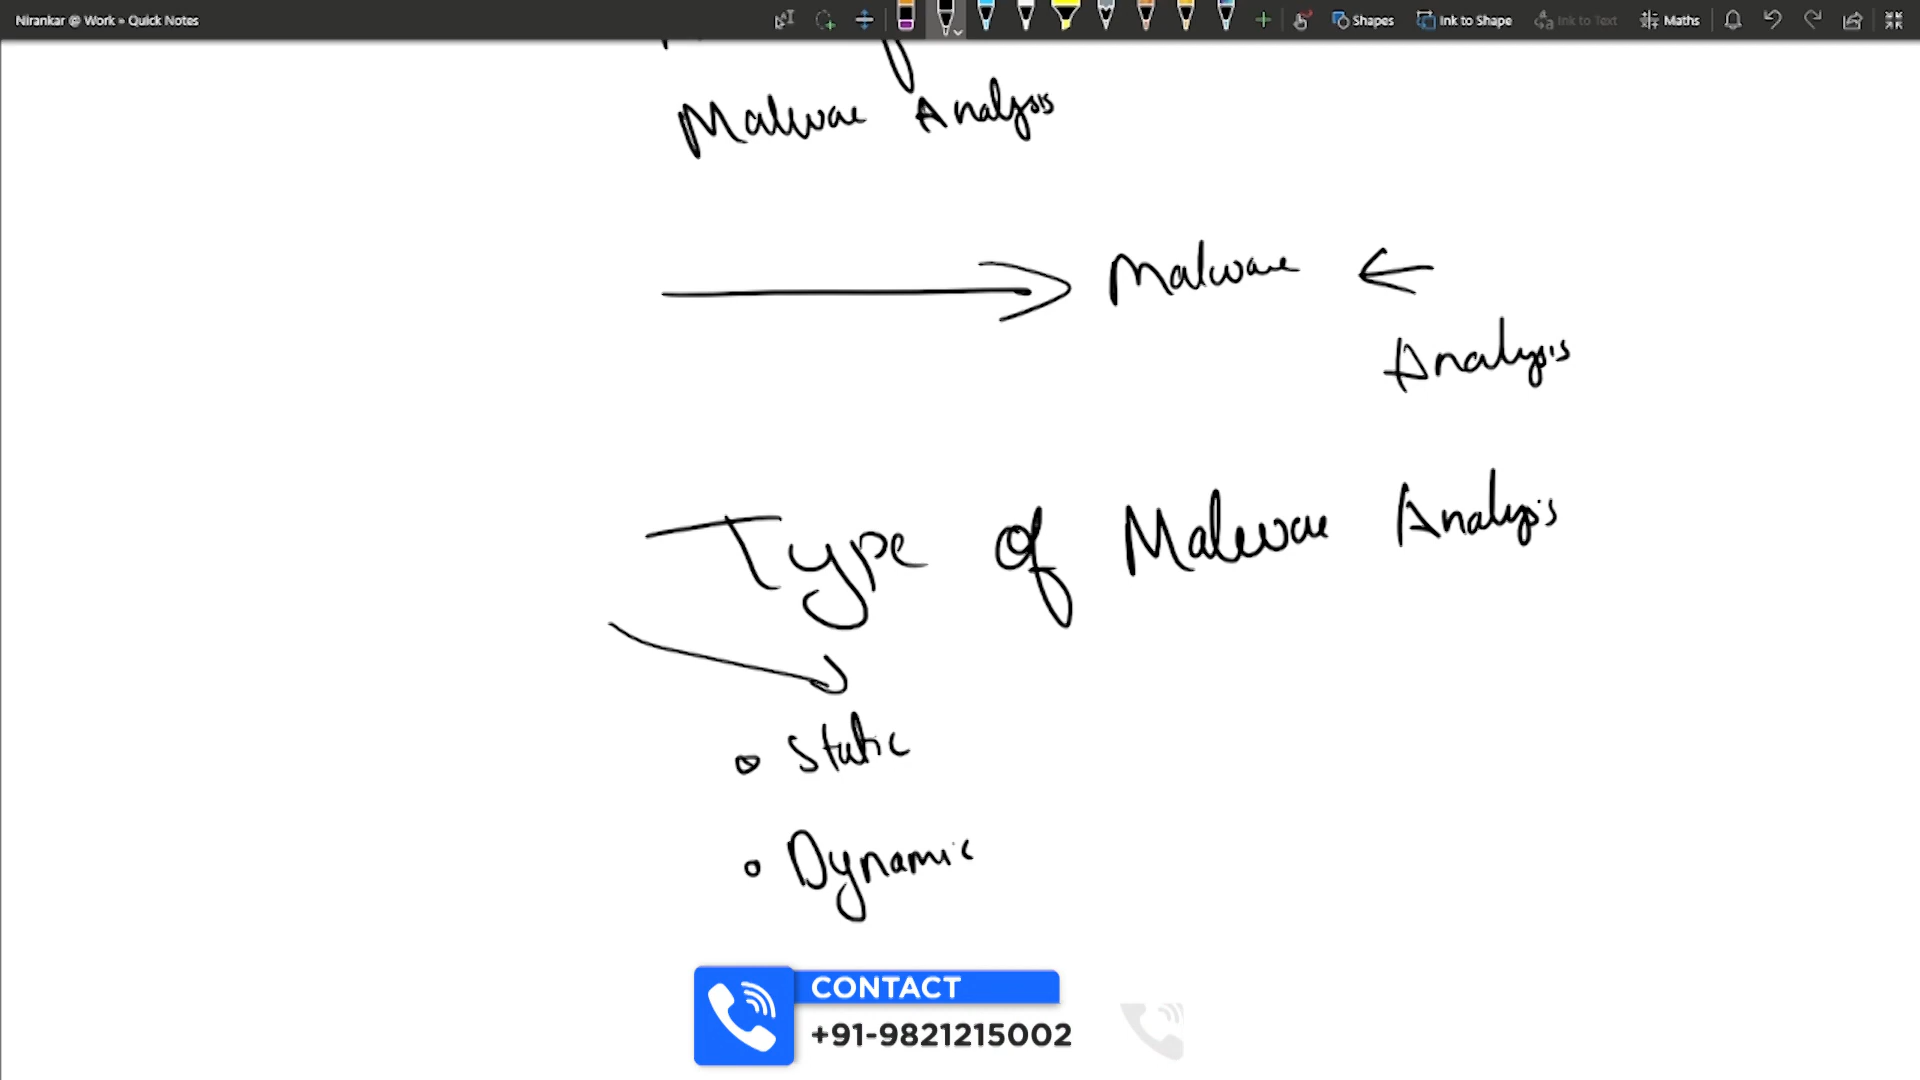 Nirankar @ Work » Quick Notes
Shapes Ink to Shape Ink to Text Maths
Malware Analysis
Malware ←
Analysis
Type of Malware Analysis
• Static
• Dynamic
CONTACT
+91-9821215002